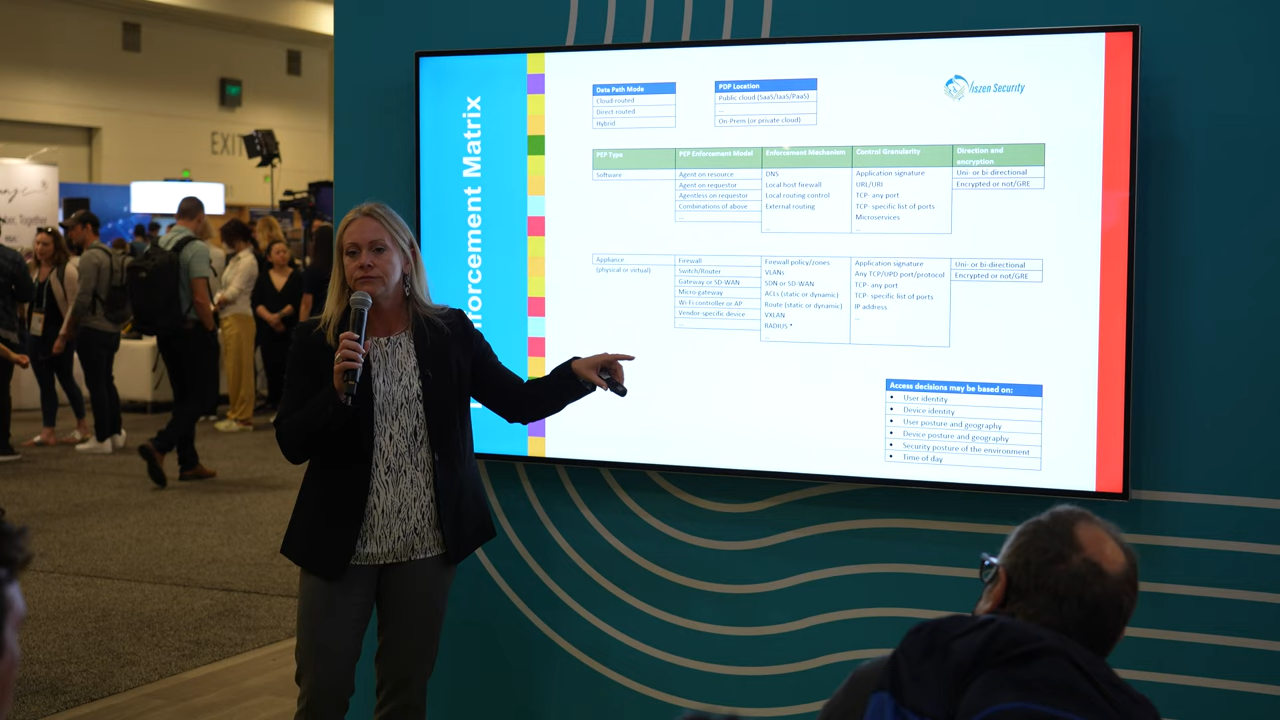 EXIT
nforcement Matrix
iszen Security
Data Path Mode
Cloud-routed
Direct-routed
Hybrid
PDP Location
Public cloud (SaaS/IaaS/PaaS)
...
On-Prem (or private cloud)
PEP Type
PEP Enforcement Model
Enforcement Mechanism
Control Granularity
Direction and
encryption
Software
Agent on resource
Agent on requestor
Agentless on requestor
Combinations of above
...
DNS
Local host firewall
Local routing control
External routing
...
Application signature
URL/URI
TCP- any port
TCP- specific list of ports
Microservices
...
Uni- or bi-directional
Encrypted or not/GRE
Appliance
(physical or virtual)
Firewall
Switch/Router
Gateway or SD-WAN
Micro-gateway
Wi-Fi controller or AP
Vendor-specific device
...
Firewall policy/zones
VLANs
SDN or SD-WAN
ACLs (static or dynamic)
Route (static or dynamic)
VXLAN
RADIUS *
...
Application signature
Any TCP/UPD port/protocol
TCP- any port
TCP- specific list of ports
IP address
...
Uni- or bi-directional
Encrypted or not/GRE
Access decisions may be based on:
• User identity
• Device identity
• User posture and geography
• Device posture and geography
• Security posture of the environment
• Time of day